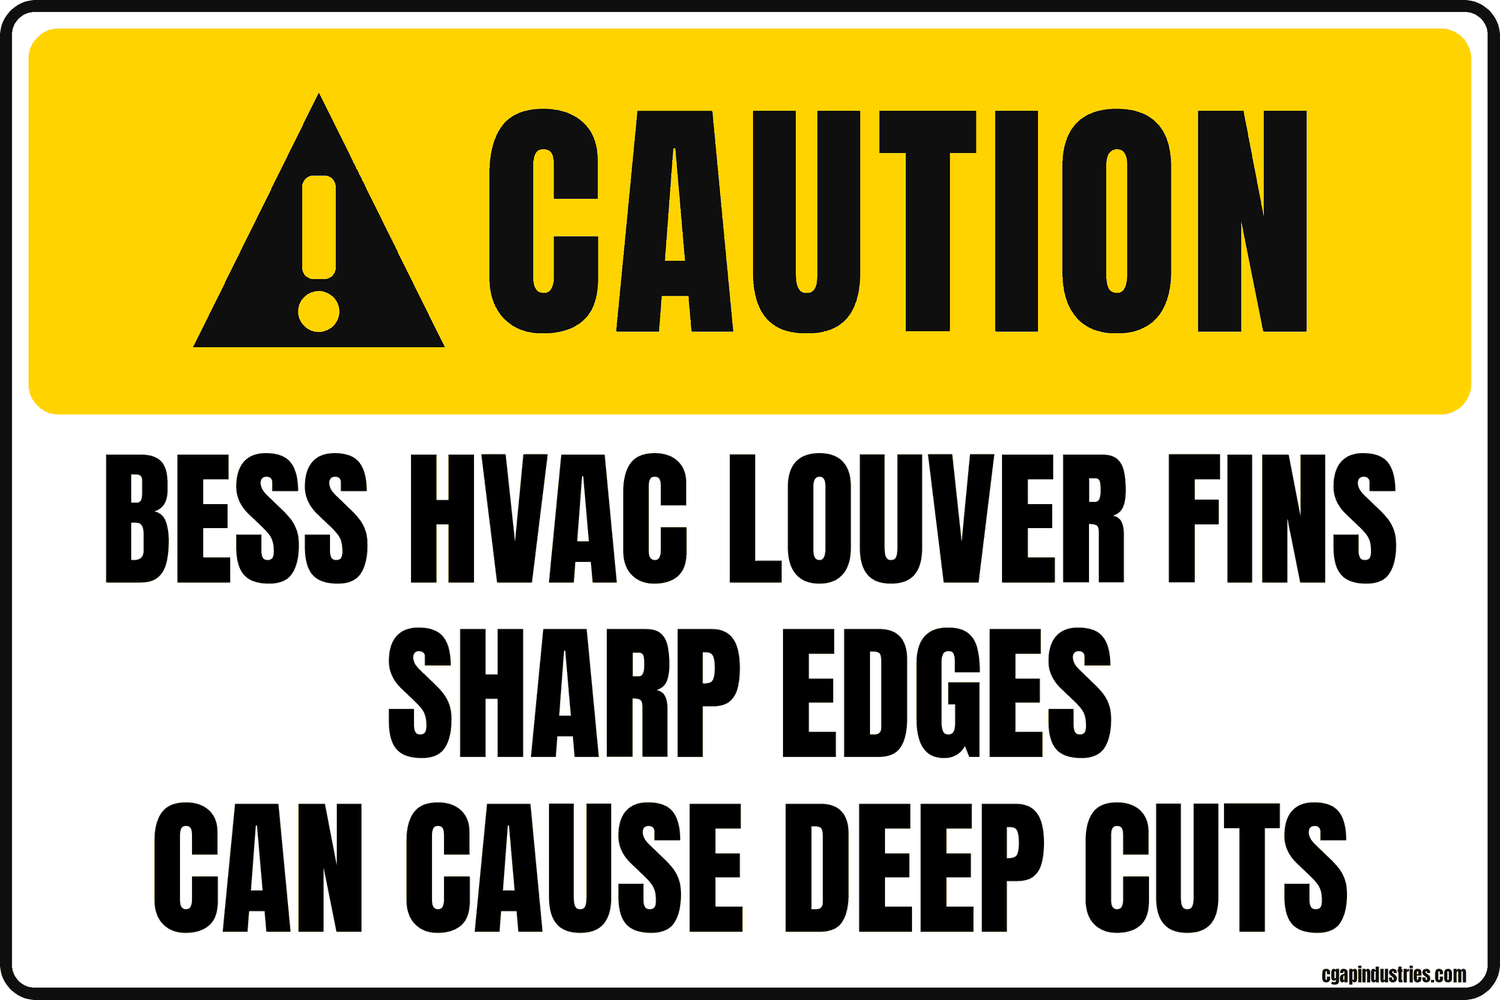 CAUTION
BESS HVAC LOUVER FINS
SHARP EDGES
CAN CAUSE DEEP CUTS
cgapindustries.com